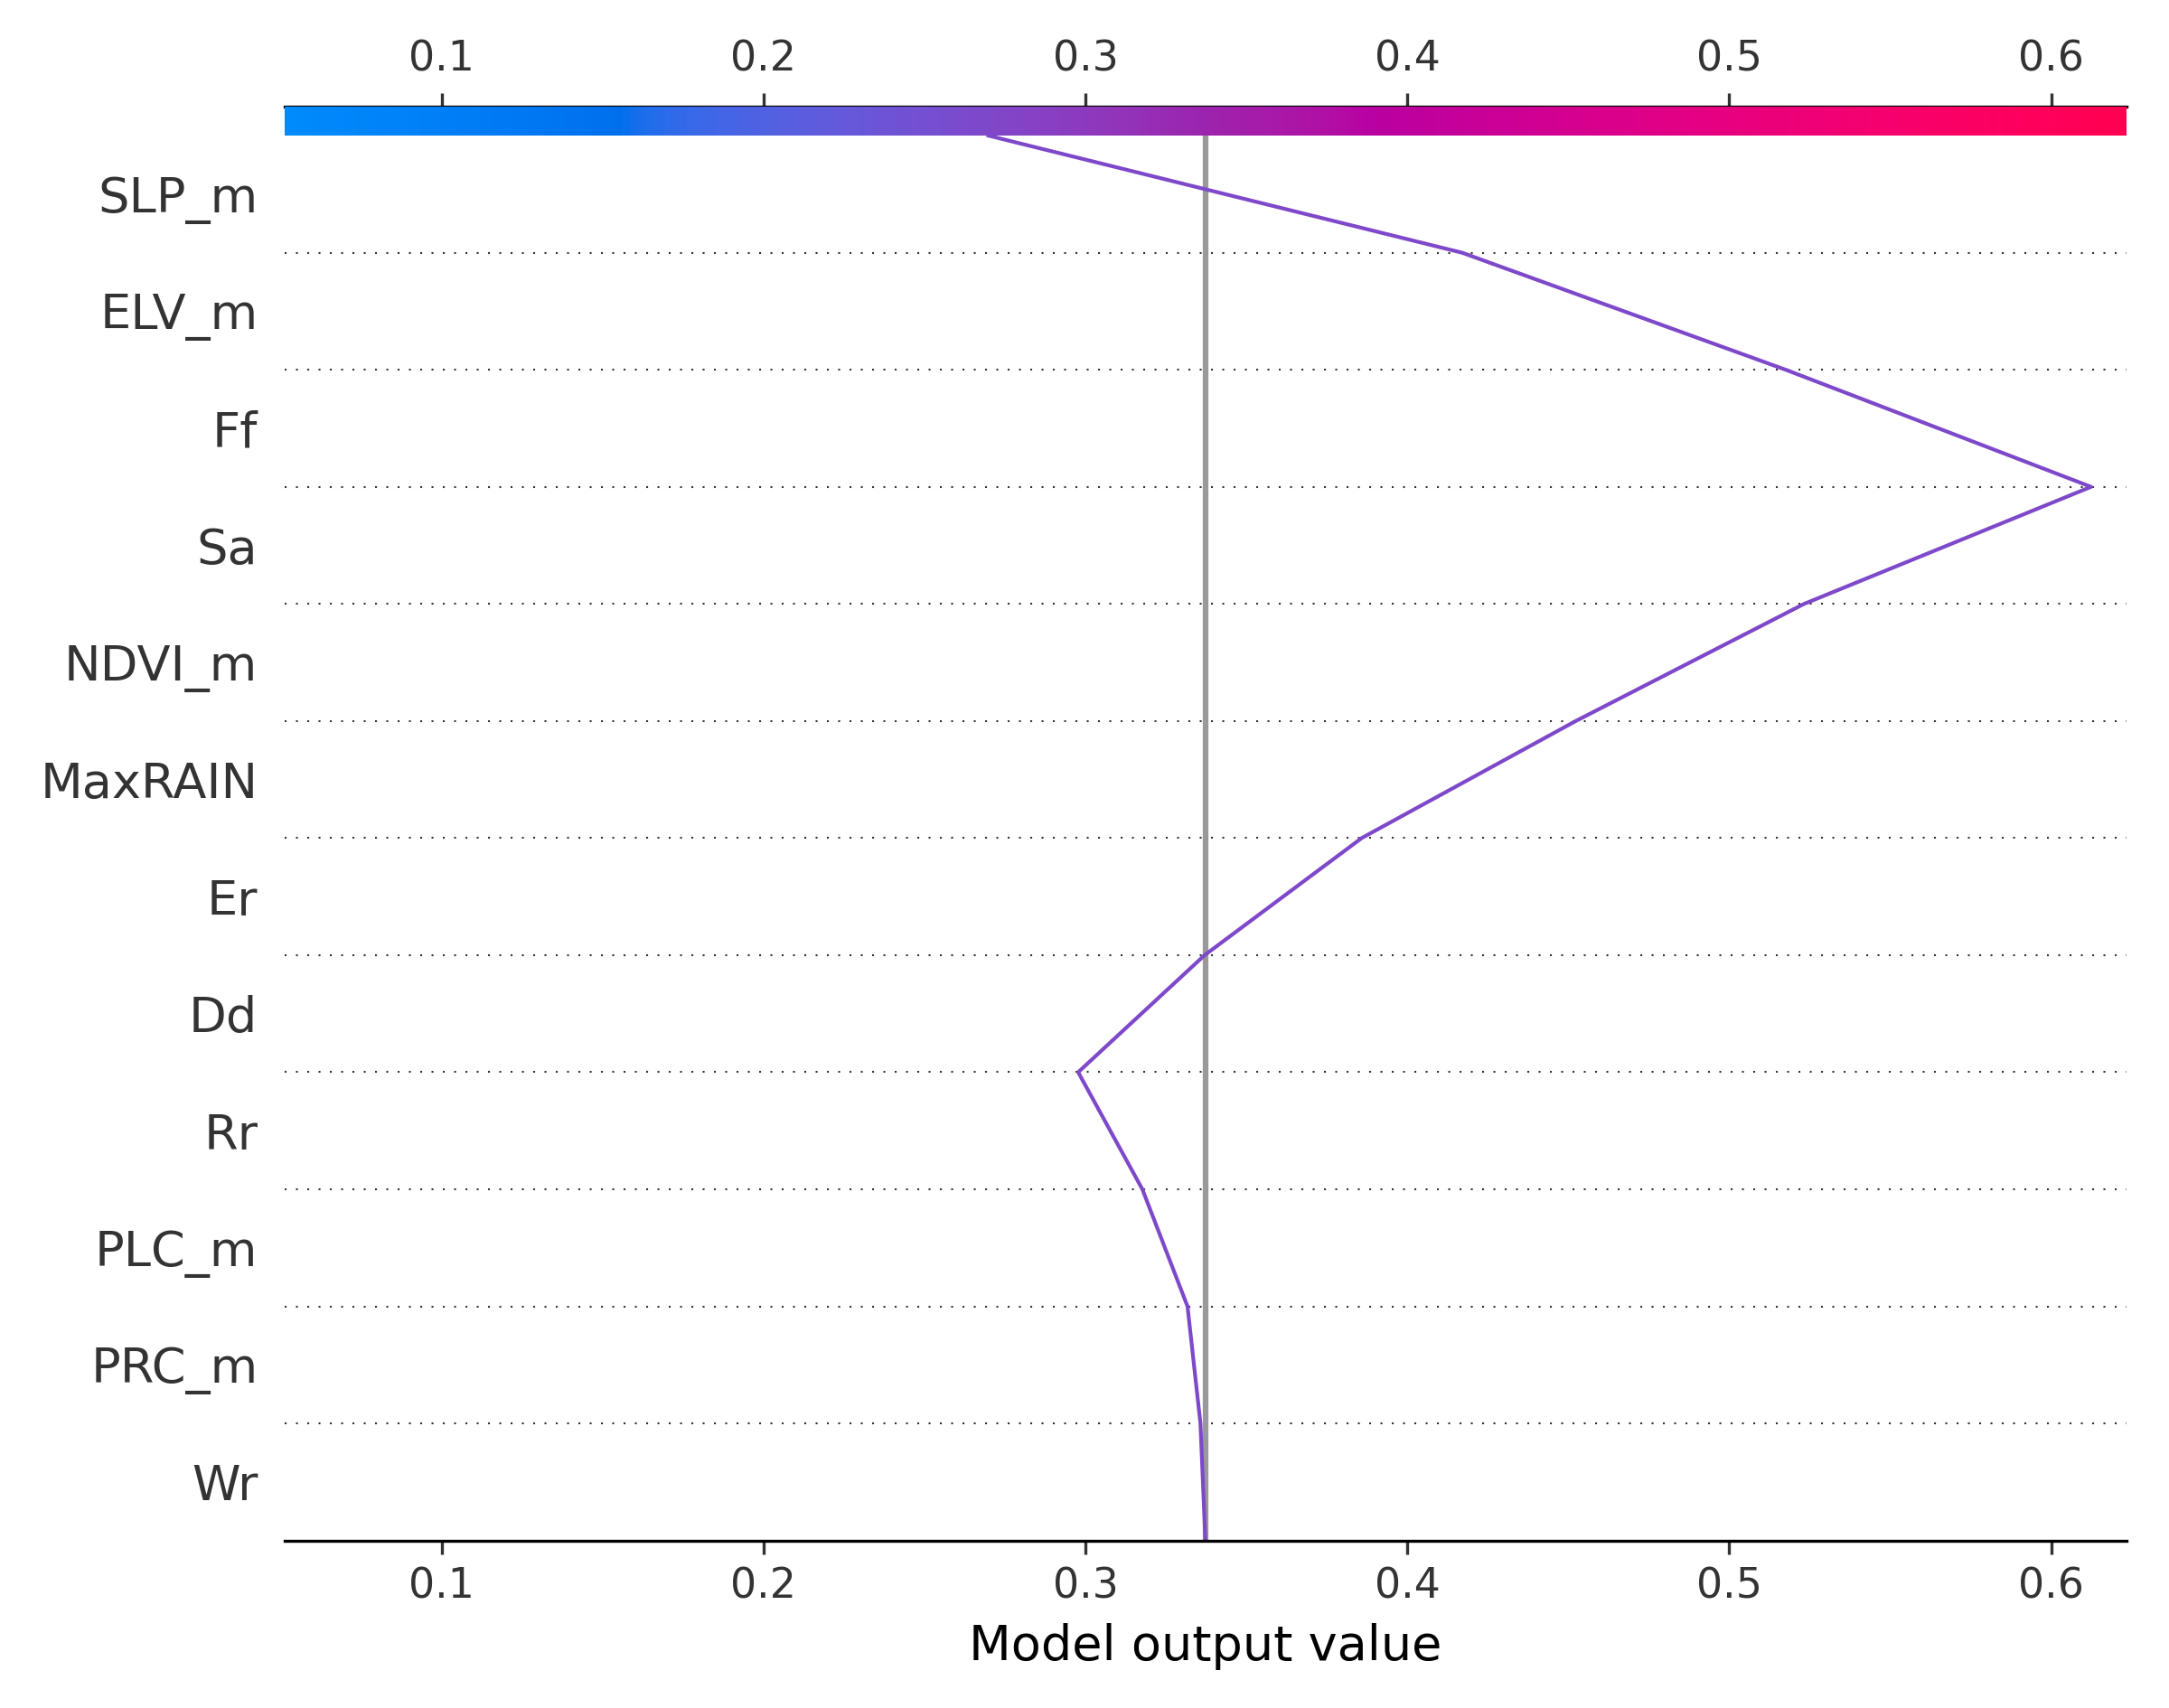 0.1 0.2 0.3 0.4 0.5 0.6
SLP_m
ELV_m
Ff
Sa
NDVI_m
MaxRAIN
Er
Dd
Rr
PLC_m
PRC_m
Wr
0.1 0.2 0.3 0.4 0.5 0.6
Model output value